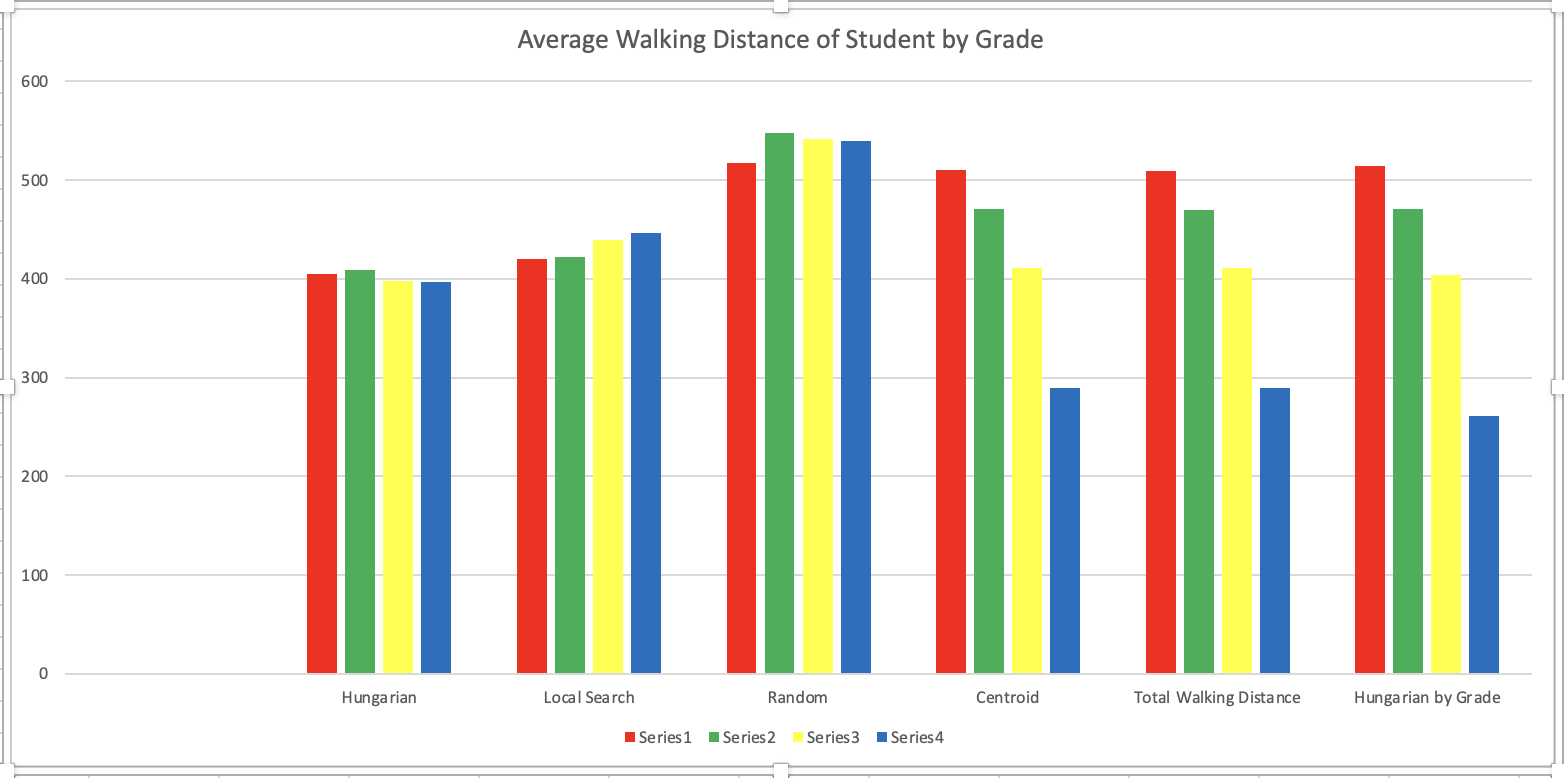 Average Walking Distance of Student by Grade
600
500
400
300
200
100
0
Hungarian Local Search Random Centroid Total Walking Distance Hungarian by Grade
Series1 Series2 Series3 Series4